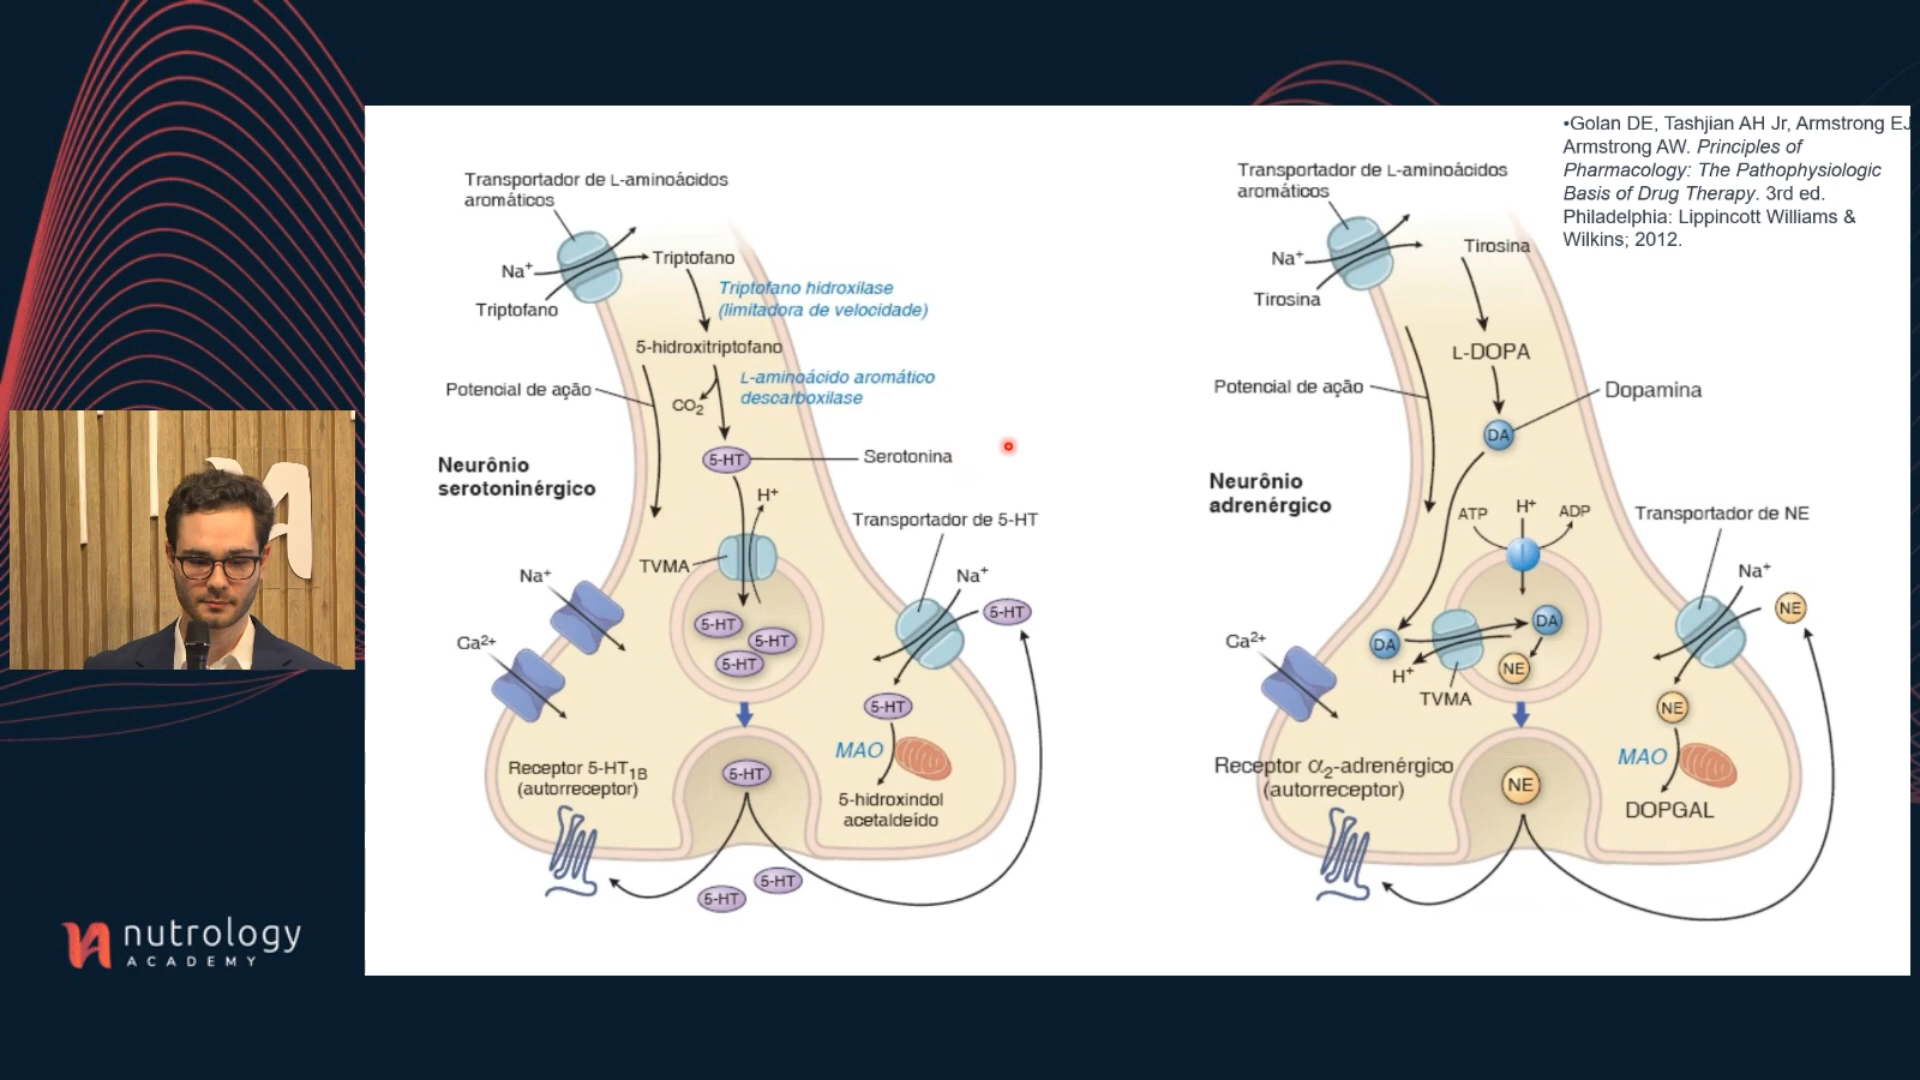 •Golan DE, Tashjian AH Jr, Armstrong EJ
Armstrong AW. Principles of
Pharmacology: The Pathophysiologic
Basis of Drug Therapy. 3rd ed.
Philadelphia: Lippincott Williams &
Wilkins; 2012.
Transportador de L-aminoácidos
aromáticos
Na⁺
Triptofano
Triptofano
Triptofano hidroxilase
(limitadora de velocidade)
5-hidroxitriptofano
L-aminoácido aromático
descarboxilase
Potencial de ação
CO₂
5-HT
Serotonina
Neurônio
serotoninérgico
H⁺
Transportador de 5-HT
TVMA
Na⁺
Na⁺
5-HT
5-HT
5-HT
5-HT
Ca²⁺
5-HT
MAO
5-hidroxindol
acetaldeído
Receptor 5-HT₁B
(autorreceptor)
5-HT
5-HT
5-HT
Transportador de L-aminoácidos
aromáticos
Na⁺
Tirosina
Tirosina
L-DOPA
Potencial de ação
Dopamina
DA
Neurônio
adrenérgico
ATP
H⁺
ADP
Transportador de NE
Na⁺
NE
Ca²⁺
DA
DA
H⁺
NE
TVMA
NE
MAO
DOPGAL
Receptor α₂-adrenérgico
(autorreceptor)
NE
nutrology
ACADEMY